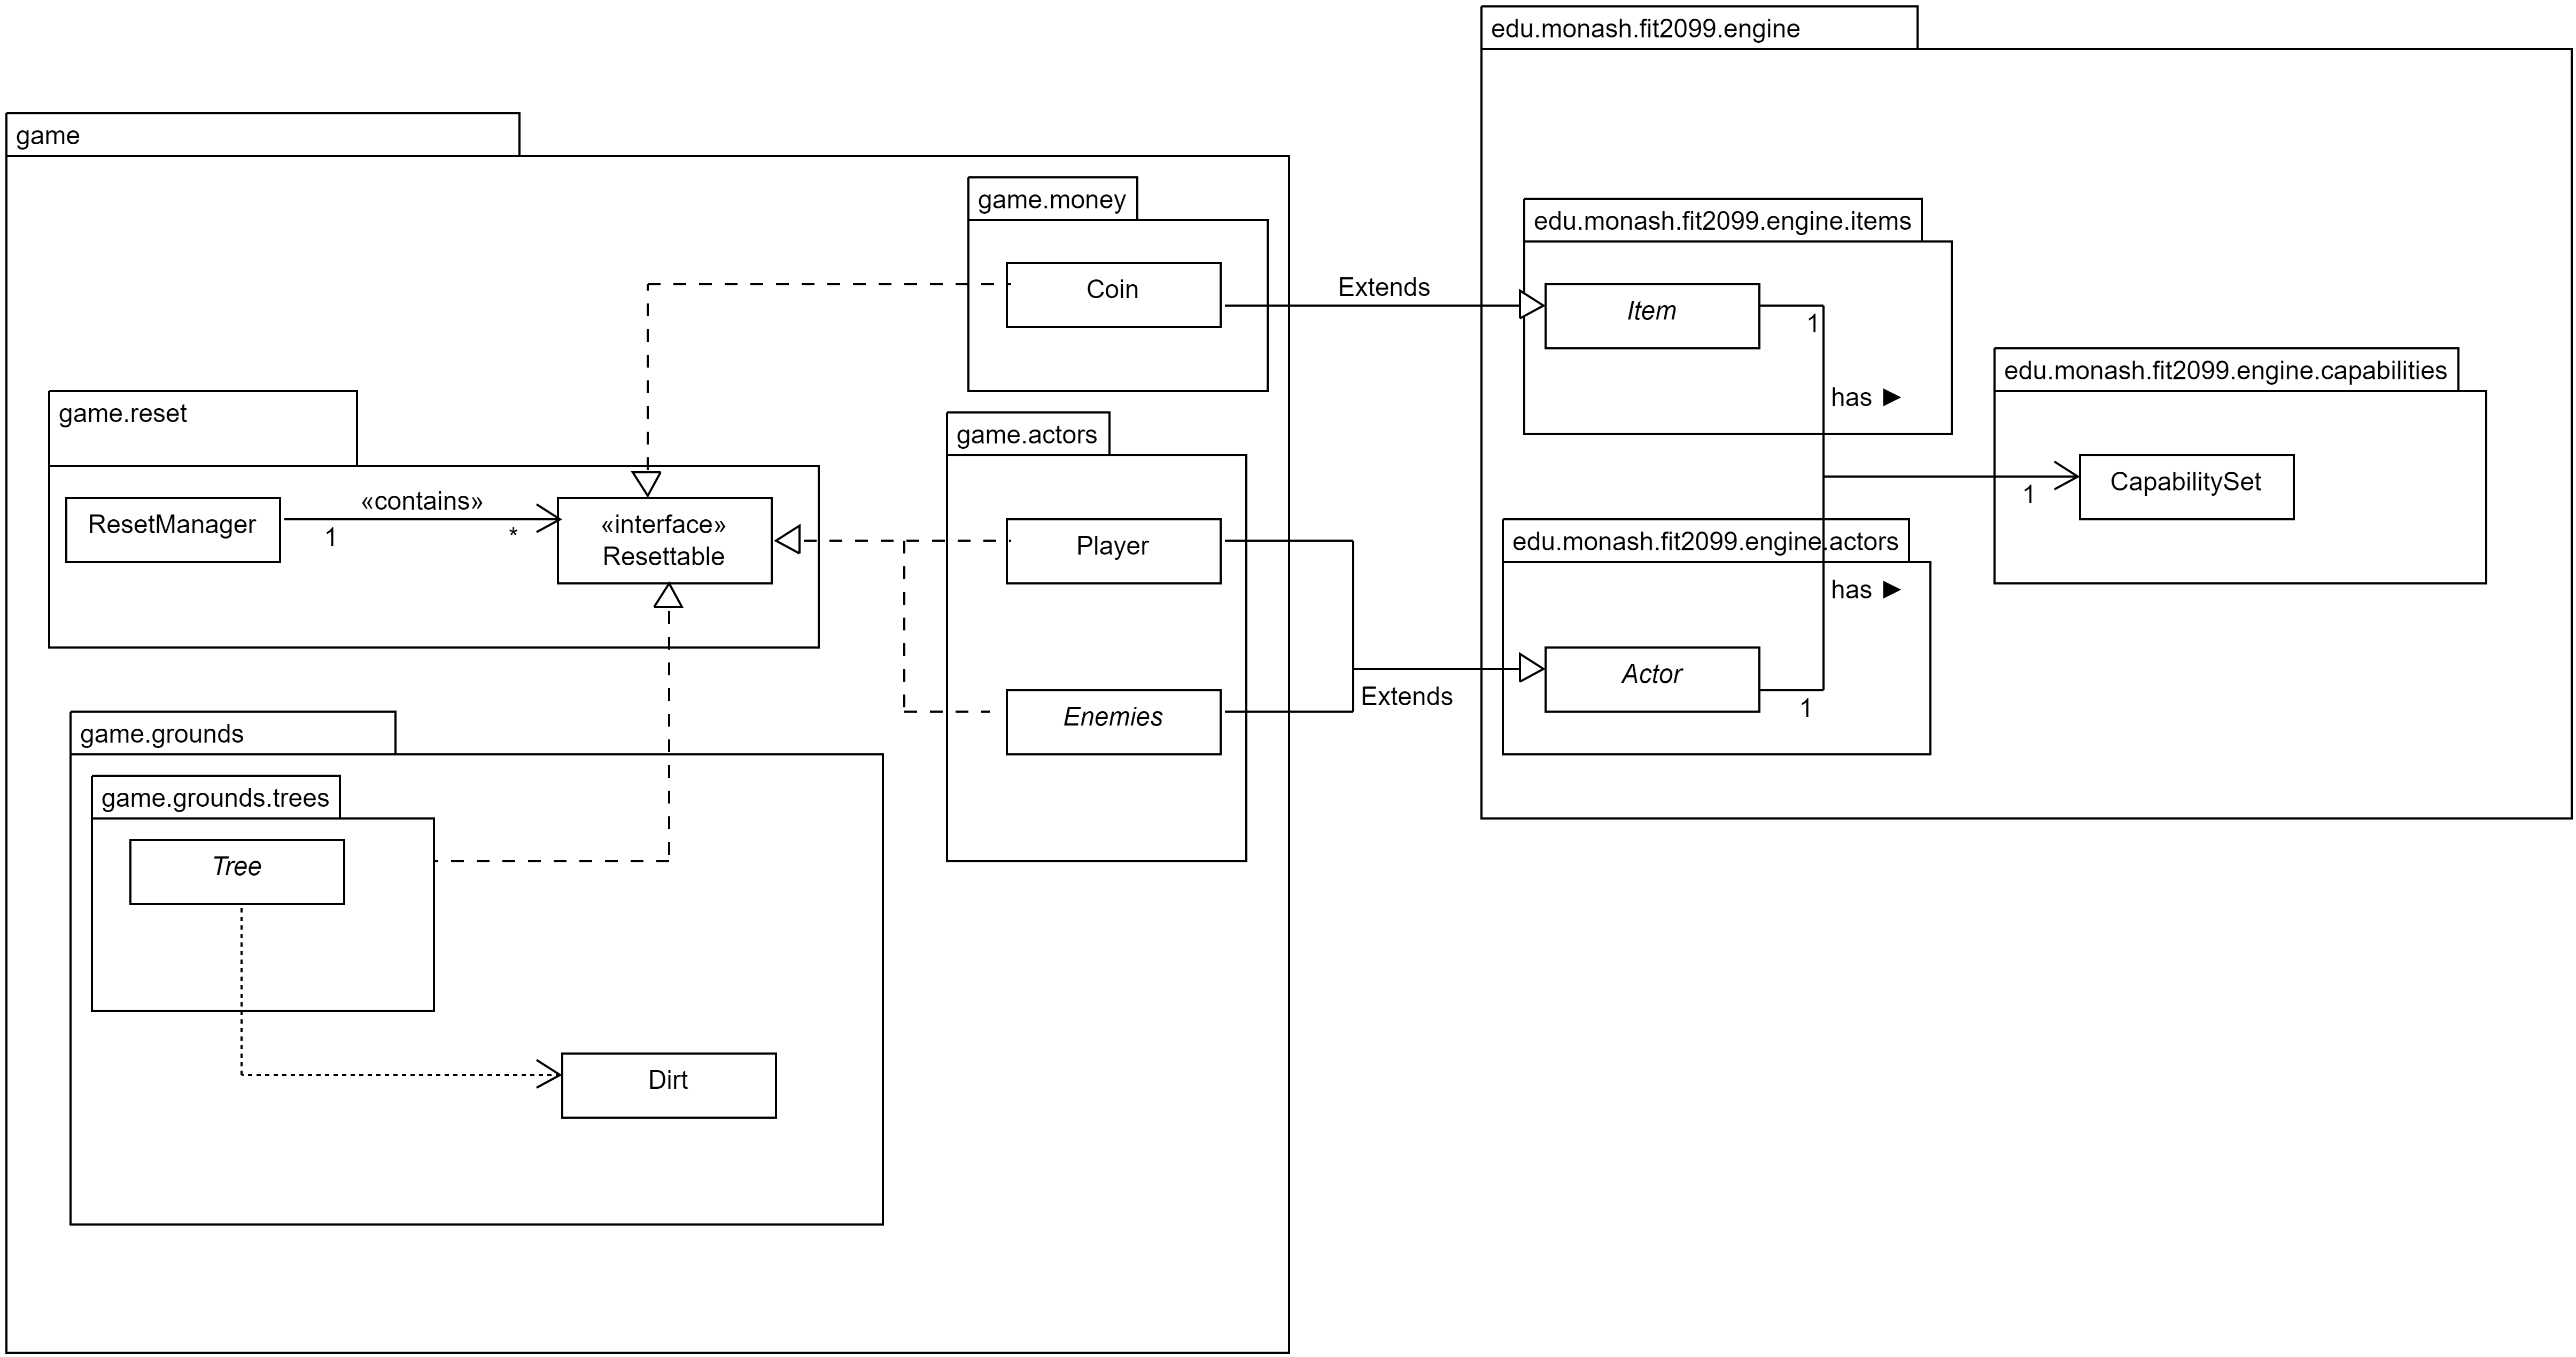 edu.monash.fit2099.engine
game
game.money
edu.monash.fit2099.engine.items
Coin
Extends
Item
1
edu.monash.fit2099.engine.capabilities
has ►
game.reset
game.actors
CapabilitySet
1
ResetManager
«contains»
1
*
«interface»
Resettable
Player
edu.monash.fit2099.engine.actors
has ►
Actor
1
Extends
Enemies
game.grounds
game.grounds.trees
Tree
Dirt